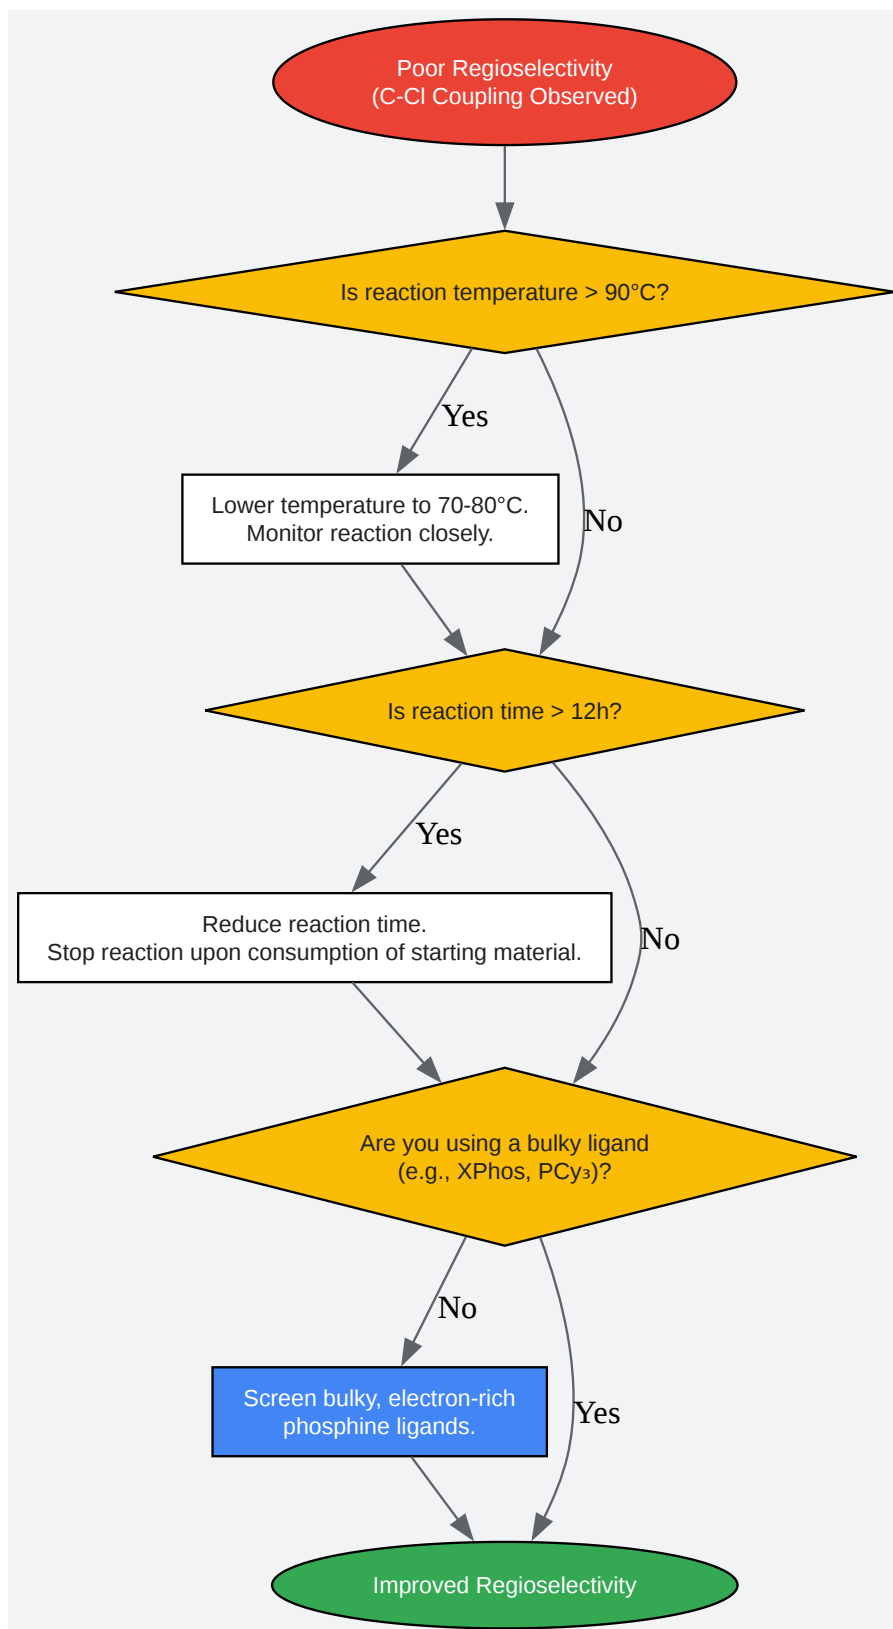 Poor Regioselectivity
(C-Cl Coupling Observed)
Is reaction temperature > 90°C?
Yes
Lower temperature to 70-80°C.
Monitor reaction closely.
No
Is reaction time > 12h?
Yes
Reduce reaction time.
Stop reaction upon consumption of starting material.
No
Are you using a bulky ligand
(e.g., XPhos, PCy₃)?
No
Screen bulky, electron-rich
phosphine ligands.
Yes
Improved Regioselectivity